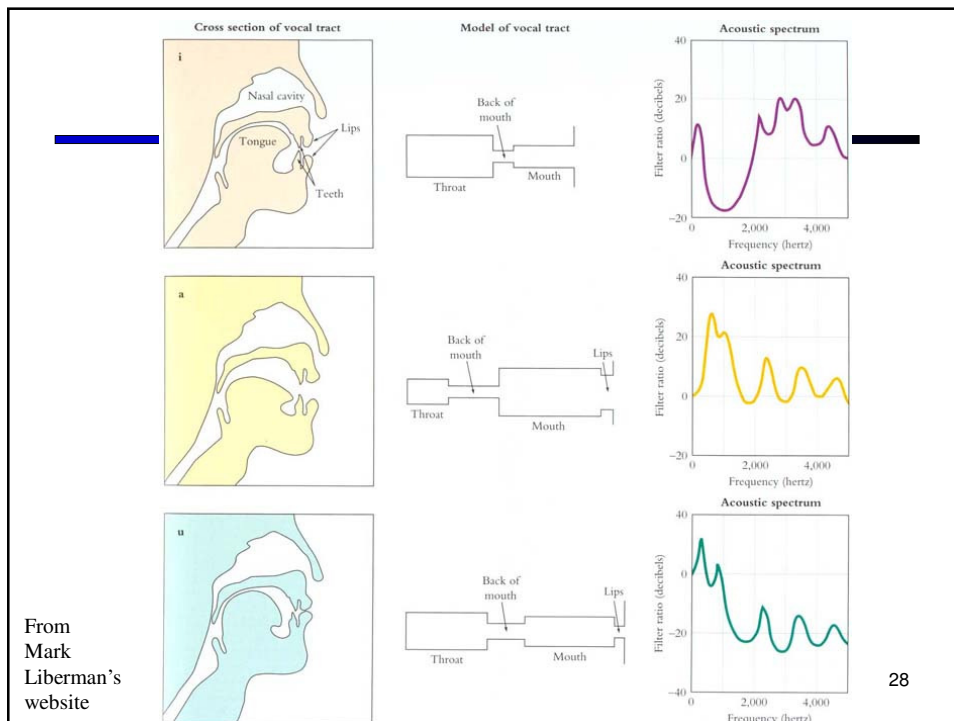 Cross section of vocal tract
Model of vocal tract
Acoustic spectrum
i
Nasal cavity
Tongue
Lips
Teeth
Back of
mouth
Throat
Mouth
Filter ratio (decibels)
40
20
0
−20
0
2,000
4,000
Frequency (hertz)
a
Back of
mouth
Lips
Throat
Mouth
Acoustic spectrum
Filter ratio (decibels)
40
20
0
−20
0
2,000
4,000
Frequency (hertz)
u
Back of
mouth
Lips
Throat
Mouth
Acoustic spectrum
Filter ratio (decibels)
40
20
0
−20
−40
0
2,000
4,000
Frequency (hertz)
From
Mark
Liberman's
website
28